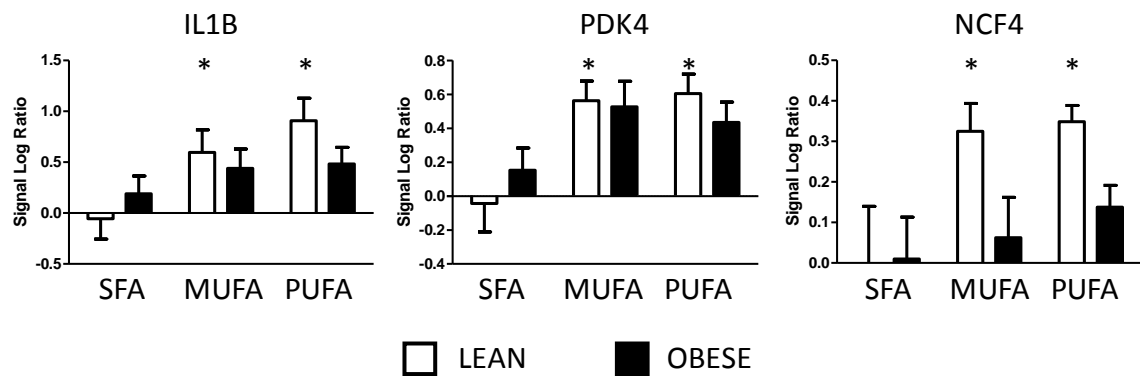 IL1B
Signal Log Ratio
1.5
1.0
0.5
0.0
-0.5
* *
SFA MUFA PUFA
PDK4
Signal Log Ratio
0.8
0.6
0.4
0.2
0.0
-0.2
-0.4
* *
SFA MUFA PUFA
NCF4
Signal Log Ratio
0.5
0.4
0.3
0.2
0.1
0.0
* *
SFA MUFA PUFA
LEAN OBESE